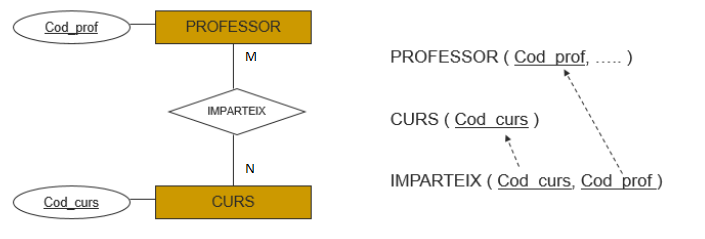 Cod_prof
PROFESSOR
M
IMPARTEIX
N
Cod_curs
CURS
PROFESSOR ( Cod_prof, ..... )
CURS ( Cod_curs )
IMPARTEIX ( Cod_curs, Cod_prof )